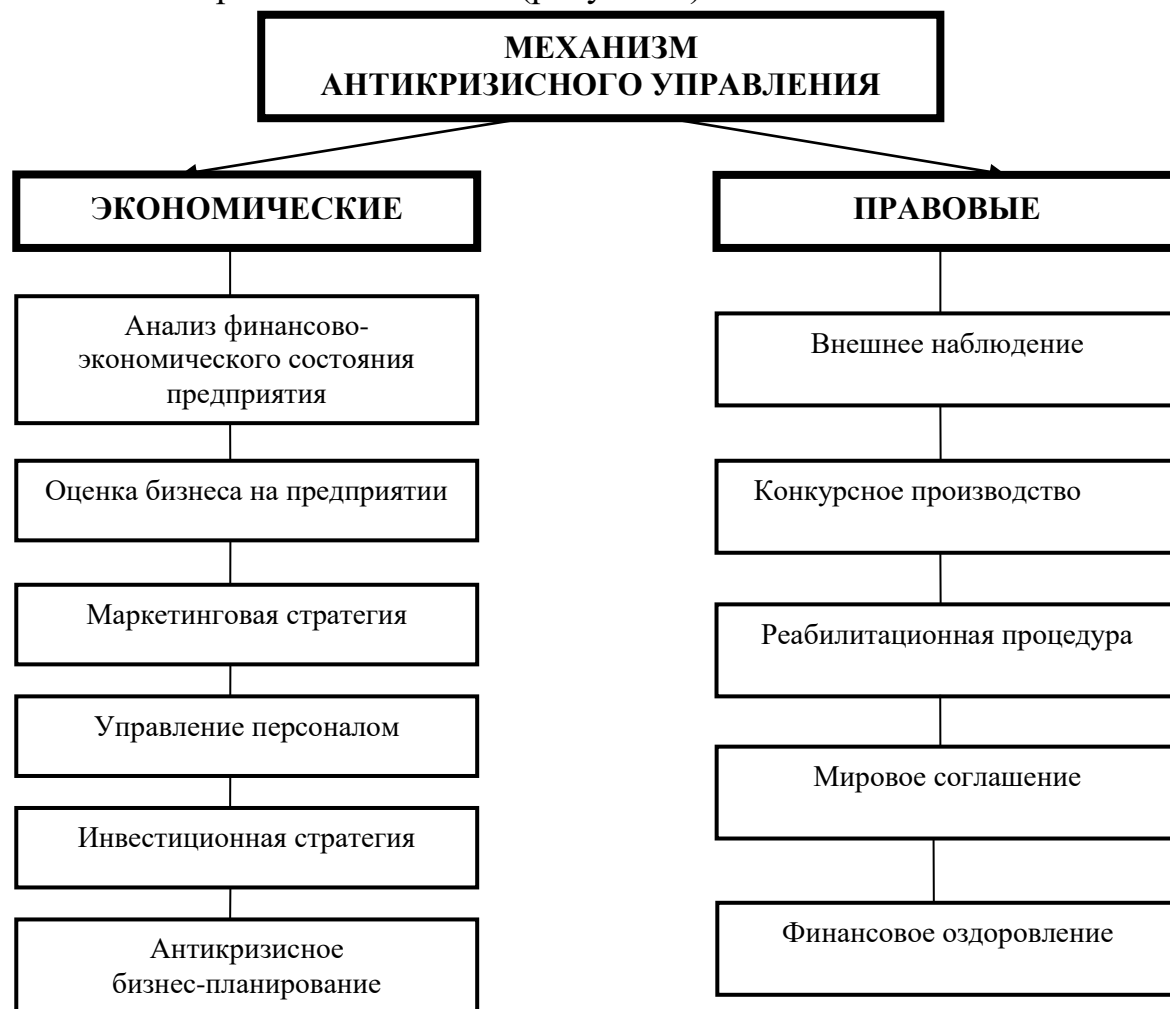 МЕХАНИЗМ
АНТИКРИЗИСНОГО УПРАВЛЕНИЯ
ЭКОНОМИЧЕСКИЕ
Анализ финансово-
экономического состояния
предприятия
Оценка бизнеса на предприятии
Маркетинговая стратегия
Управление персоналом
Инвестиционная стратегия
Антикризисное
бизнес-планирование
ПРАВОВЫЕ
Внешнее наблюдение
Конкурсное производство
Реабилитационная процедура
Мировое соглашение
Финансовое оздоровление